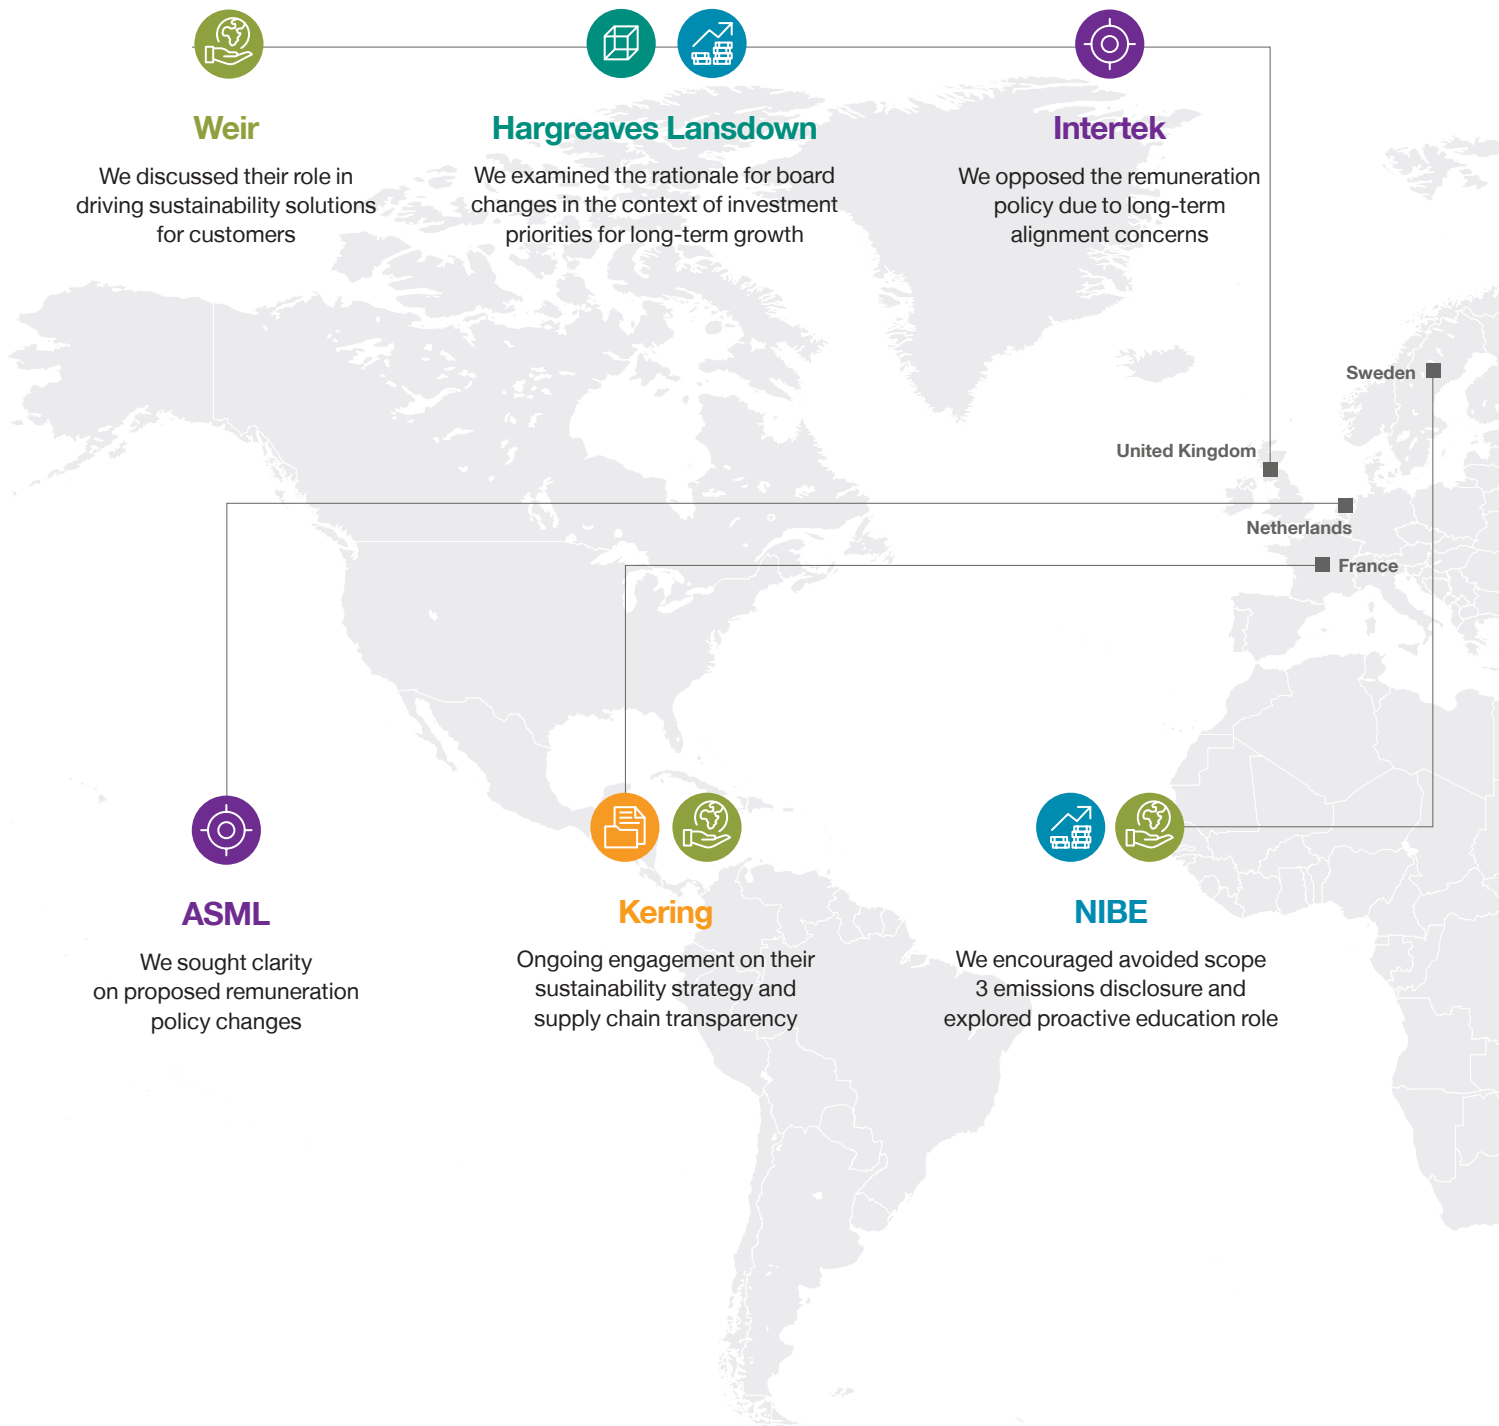 Weir
We discussed their role in
driving sustainability solutions
for customers
Hargreaves Lansdown
We examined the rationale for board
changes in the context of investment
priorities for long-term growth
Intertek
We opposed the remuneration
policy due to long-term
alignment concerns
Sweden
United Kingdom
Netherlands
France
ASML
We sought clarity
on proposed remuneration
policy changes
Kering
Ongoing engagement on their
sustainability strategy and
supply chain transparency
NIBE
We encouraged avoided scope
3 emissions disclosure and
explored proactive education role